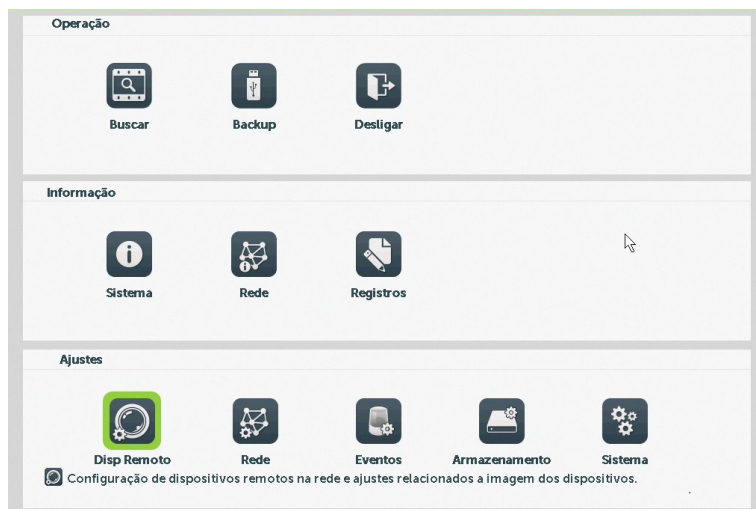 Operação
Buscar Backup Desligar
Informação
Sistema Rede Registros
Ajustes
Disp Remoto Rede Eventos Armazenamento Sistema
Configuração de dispositivos remotos na rede e ajustes relacionados a imagem dos dispositivos.